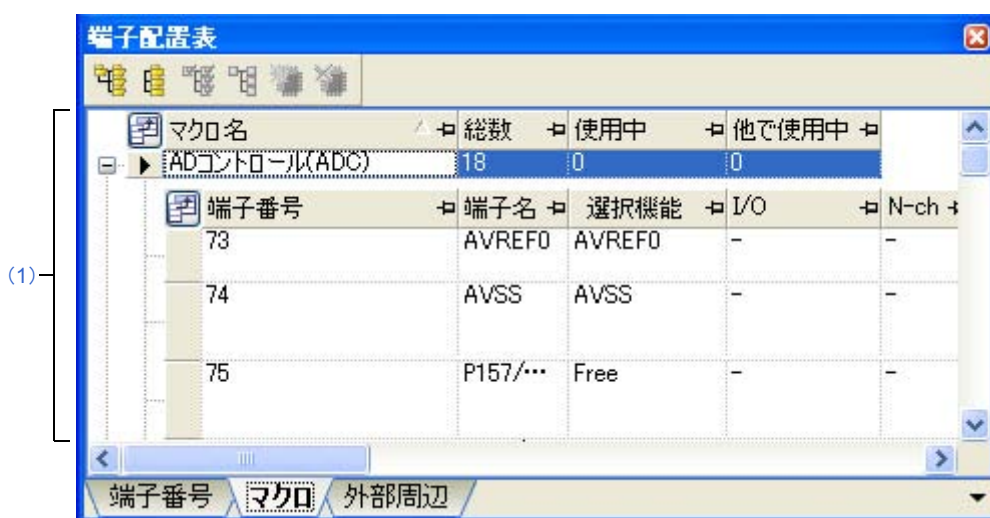 端子配置表
マクロ名 総数 使用中 他で使用中
ADコントロール(ADC) 18 0 0
端子番号 端子名 選択機能 I/O N-ch
73 AVREF0 AVREF0 - -
(1)
74 AVSS AVSS - -
75 P157/… Free - -
端子番号 マクロ 外部周辺